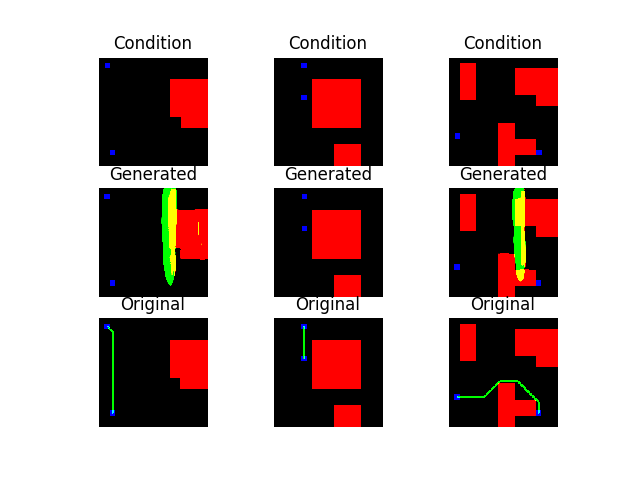 Condition Condition Condition
Generated Generated Generated
Original Original Original